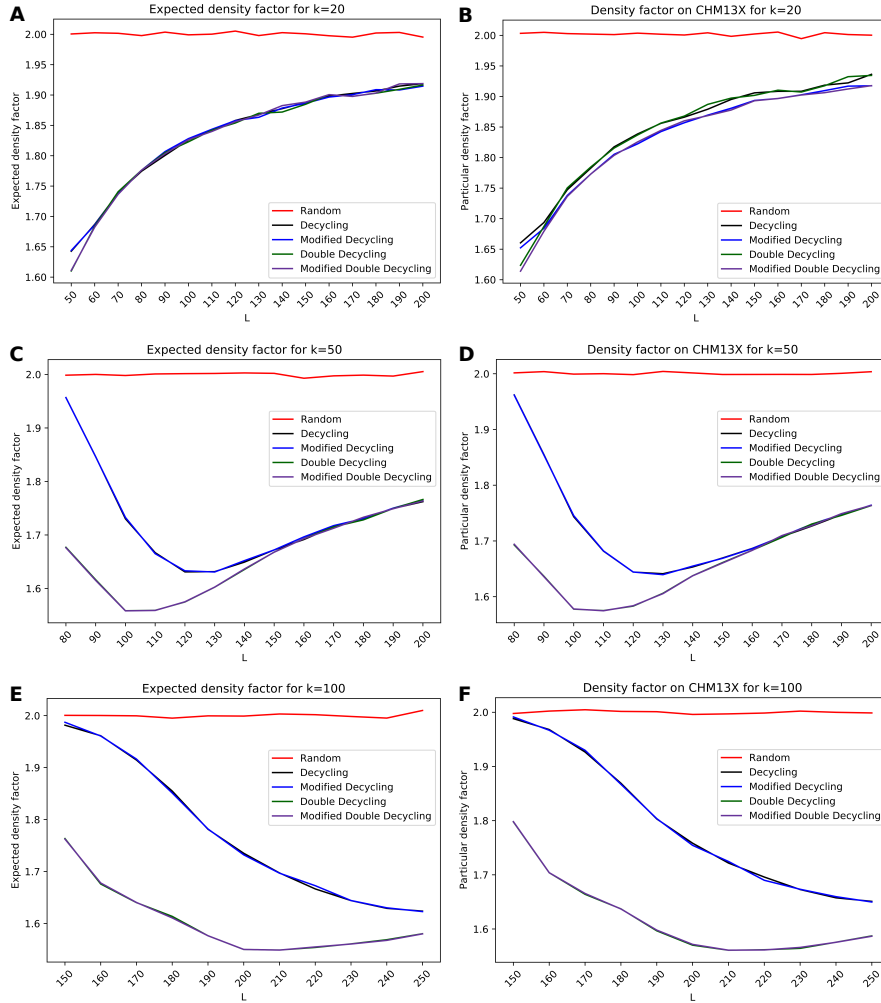 A
Expected density factor for k=20
Expected density factor
2.00
1.95
1.90
1.85
1.80
1.75
1.70
1.65
1.60
Random
Decycling
Modified Decycling
Double Decycling
Modified Double Decycling
50 60 70 80 90 100 110 120 130 140 150 160 170 180 190 200
L
B
Density factor on CHM13X for k=20
Particular density factor
2.00
1.95
1.90
1.85
1.80
1.75
1.70
1.65
1.60
Random
Decycling
Modified Decycling
Double Decycling
Modified Double Decycling
50 60 70 80 90 100 110 120 130 140 150 160 170 180 190 200
L
C
Expected density factor for k=50
Expected density factor
2.0
1.9
1.8
1.7
1.6
Random
Decycling
Modified Decycling
Double Decycling
Modified Double Decycling
80 90 100 110 120 130 140 150 160 170 180 190 200
L
D
Density factor on CHM13X for k=50
Particular density factor
2.0
1.9
1.8
1.7
1.6
Random
Decycling
Modified Decycling
Double Decycling
Modified Double Decycling
80 90 100 110 120 130 140 150 160 170 180 190 200
L
E
Expected density factor for k=100
Expected density factor
2.0
1.9
1.8
1.7
1.6
Random
Decycling
Modified Decycling
Double Decycling
Modified Double Decycling
150 160 170 180 190 200 210 220 230 240 250
L
F
Density factor on CHM13X for k=100
Particular density factor
2.0
1.9
1.8
1.7
1.6
Random
Decycling
Modified Decycling
Double Decycling
Modified Double Decycling
150 160 170 180 190 200 210 220 230 240 250
L